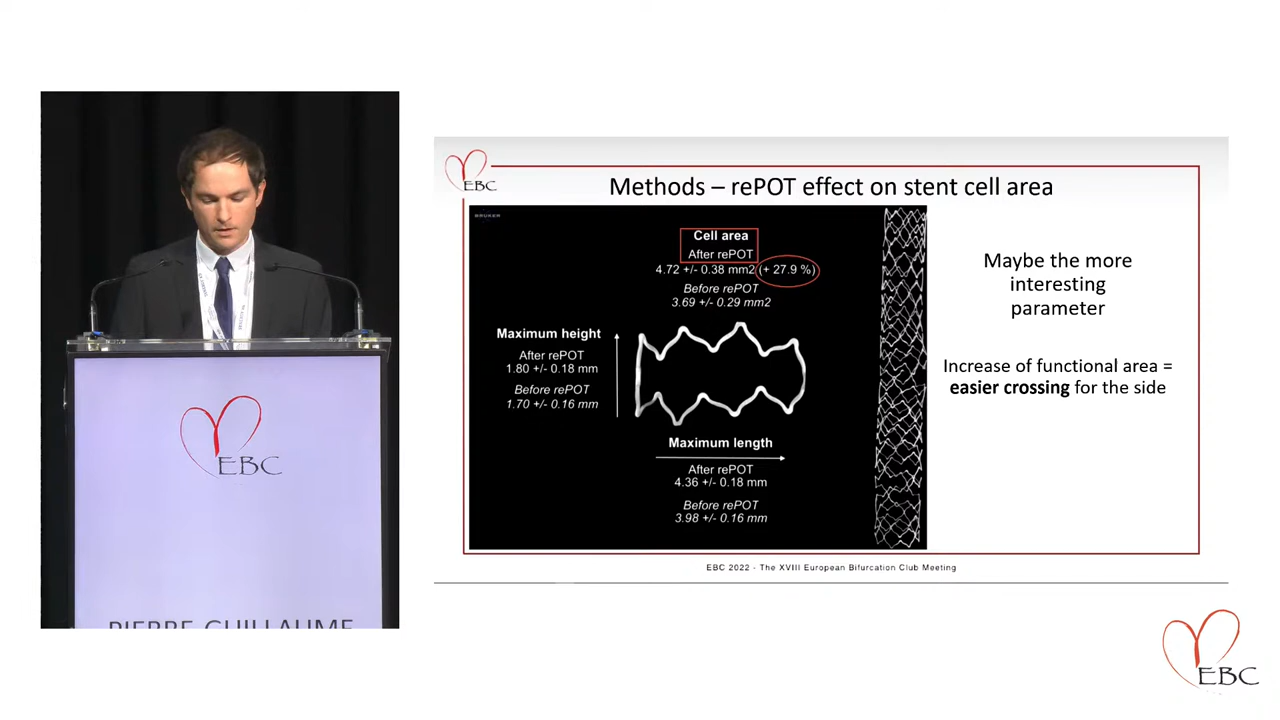 EBC
PIERRE GUILLAUME
EBC
Methods – rePOT effect on stent cell area
BRUKER
Cell area
After rePOT
4.72 +/- 0.38 mm2 (+ 27.9 %)
Before rePOT
3.69 +/- 0.29 mm2
Maximum height
After rePOT
1.80 +/- 0.18 mm
Before rePOT
1.70 +/- 0.16 mm
Maximum length
After rePOT
4.36 +/- 0.18 mm
Before rePOT
3.98 +/- 0.16 mm
Maybe the more
interesting
parameter
Increase of functional area =
easier crossing for the side
EBC 2022 - The XVIII European Bifurcation Club Meeting
EBC